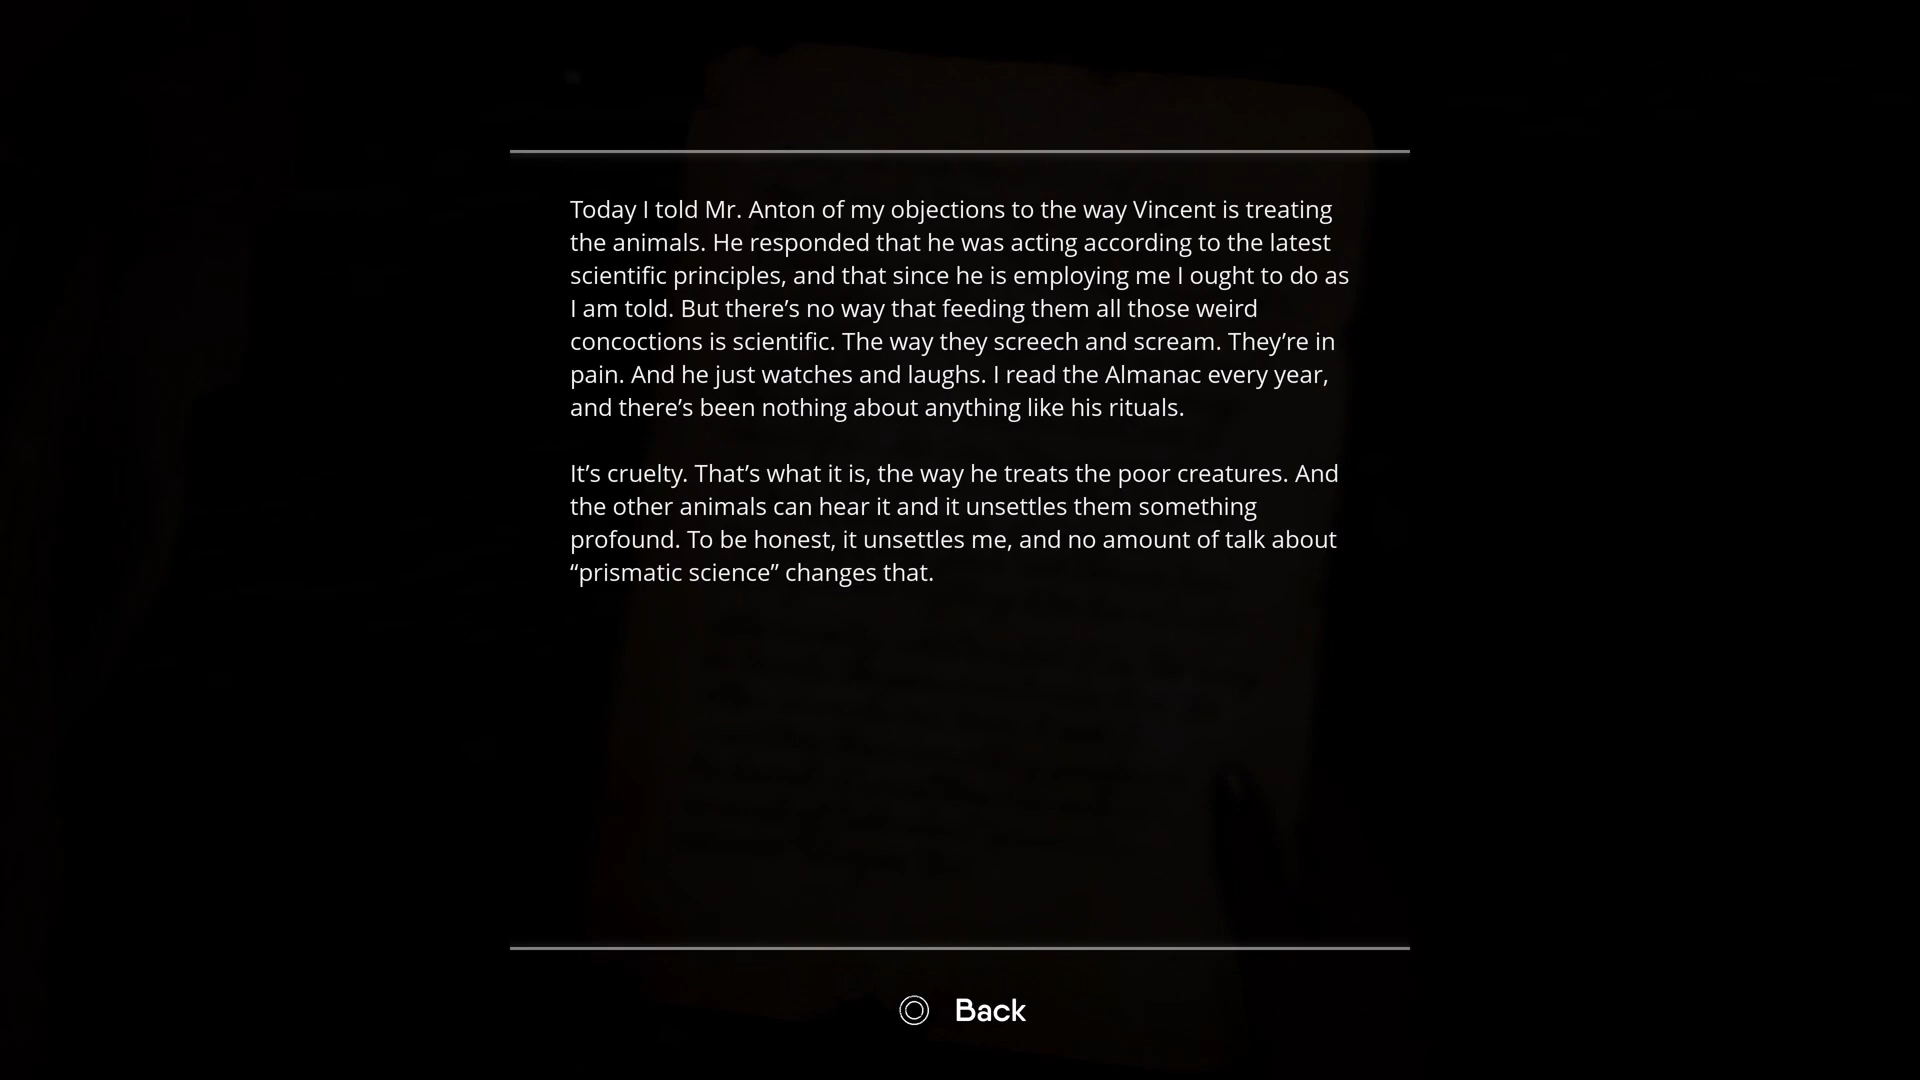 Today I told Mr. Anton of my objections to the way Vincent is treating
the animals. He responded that he was acting according to the latest
scientific principles, and that since he is employing me I ought to do as
I am told. But there’s no way that feeding them all those weird
concoctions is scientific. The way they screech and scream. They’re in
pain. And he just watches and laughs. I read the Almanac every year,
and there’s been nothing about anything like his rituals.
It’s cruelty. That’s what it is, the way he treats the poor creatures. And
the other animals can hear it and it unsettles them something
profound. To be honest, it unsettles me, and no amount of talk about
“prismatic science” changes that.
Back